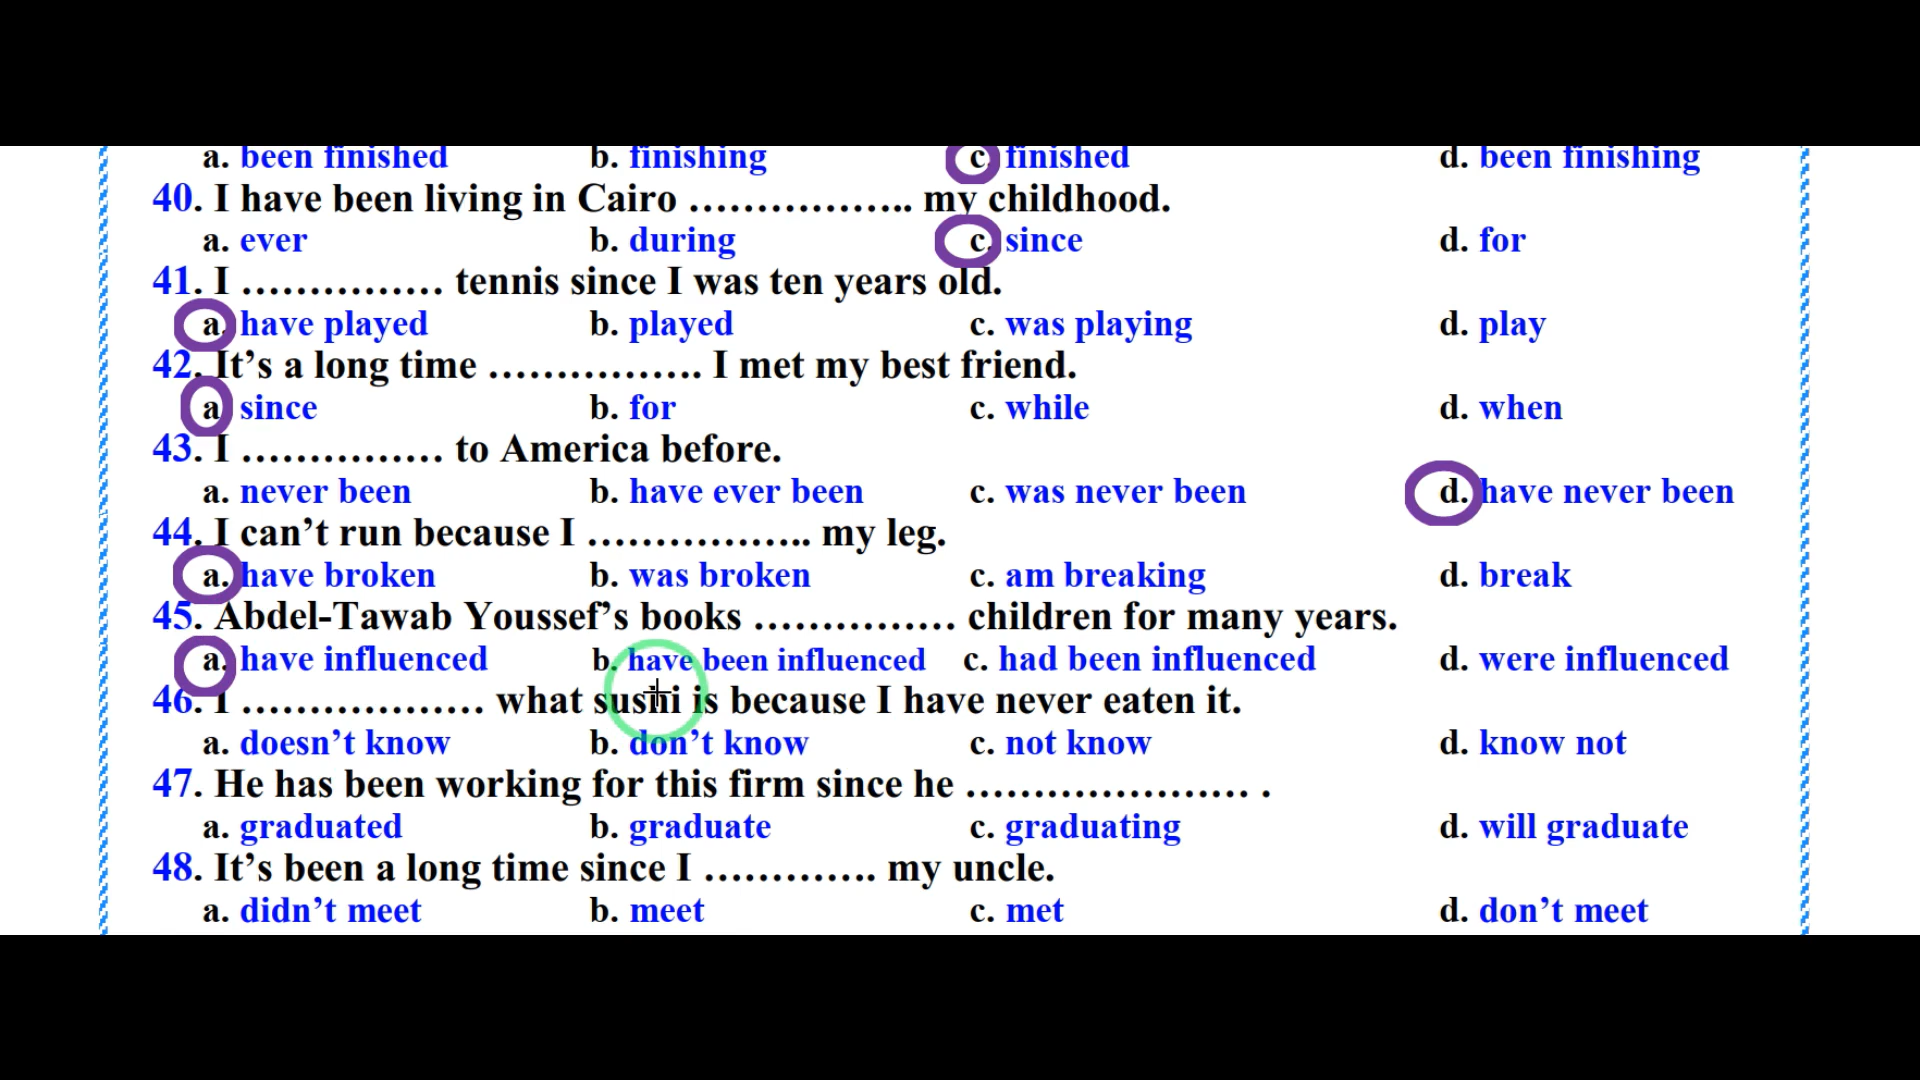 a. been finished b. finishing c. finished d. been finishing
40. I have been living in Cairo …………….. my childhood.
a. ever b. during c. since d. for
41. I …………… tennis since I was ten years old.
a. have played b. played c. was playing d. play
42. It’s a long time ……………. I met my best friend.
a. since b. for c. while d. when
43. I …………… to America before.
a. never been b. have ever been c. was never been d. have never been
44. I can’t run because I …………….. my leg.
a. have broken b. was broken c. am breaking d. break
45. Abdel-Tawab Youssef’s books …………… children for many years.
a. have influenced b. have been influenced c. had been influenced d. were influenced
46. I ……………… what sushi is because I have never eaten it.
a. doesn’t know b. don’t know c. not know d. know not
47. He has been working for this firm since he ………………… .
a. graduated b. graduate c. graduating d. will graduate
48. It’s been a long time since I …………. my uncle.
a. didn’t meet b. meet c. met d. don’t meet